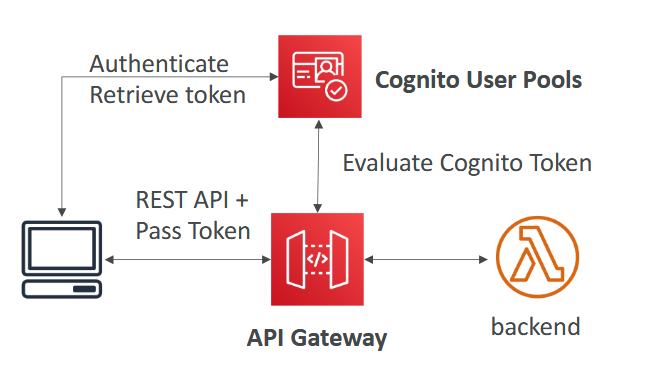 Authenticate
Retrieve token
Cognito User Pools
Evaluate Cognito Token
REST API +
Pass Token
</>
API Gateway
backend